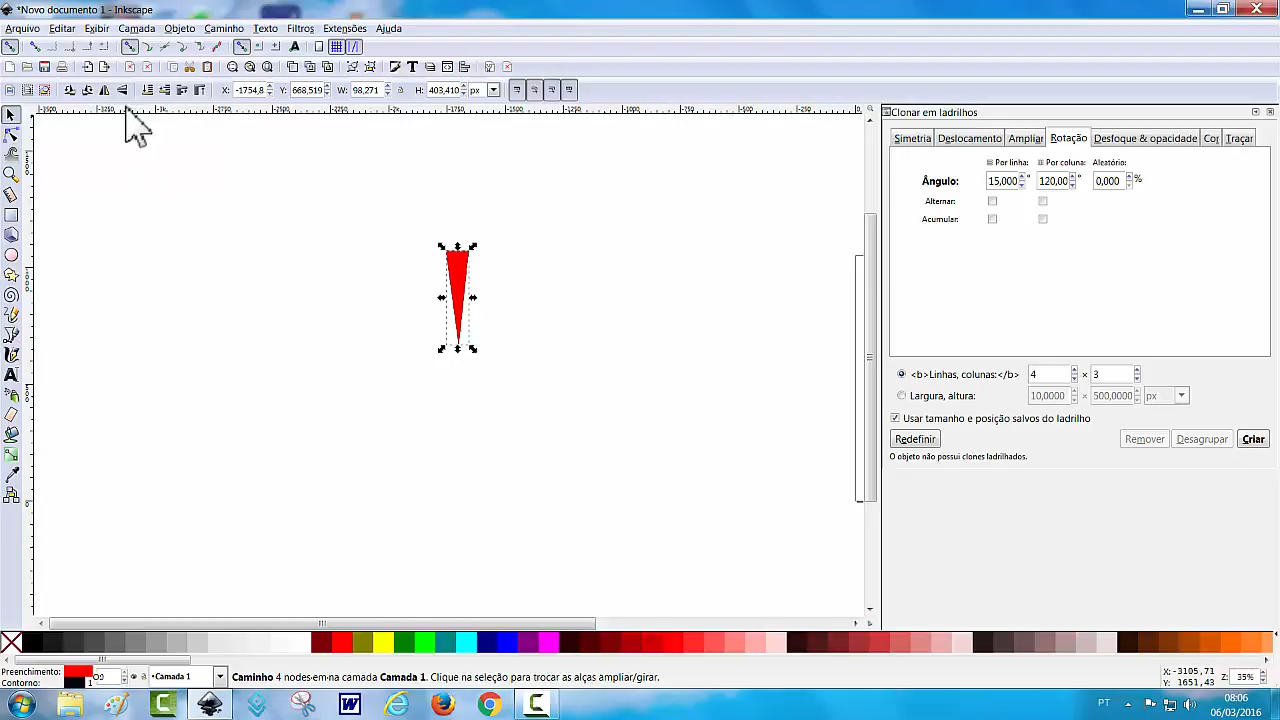 *Novo documento 1 - Inkscape
Arquivo Editar Exibir Camada Objeto Caminho Texto Filtros Extensões Ajuda
X: -1754,8 Y: 668,519 W: 98,271 H: 403,410 px
Clonar em ladrilhos
Simetria Deslocamento Ampliar Rotação Desfoque & opacidade Cor Traçar
Por linha: Por coluna: Aleatório:
Ângulo: 15,000 ° 120,00 ° 0,000 %
Alternar:
Acumular:
<b>Linhas, colunas:</b> 4 × 3
Largura, altura: 10,0000 × 500,0000 px
Usar tamanho e posição salvos do ladrilho
Redefinir Remover Desagrupar Criar
O objeto não possui clones ladrilhados.
Preenchimento:
Contorno: 1
Camada 1
Caminho 4 nodes em na camada Camada 1. Clique na seleção para trocar as alças ampliar/girar.
X: -3105,71
Y: 1651,43
Z: 35%
PT
08:06
06/03/2016